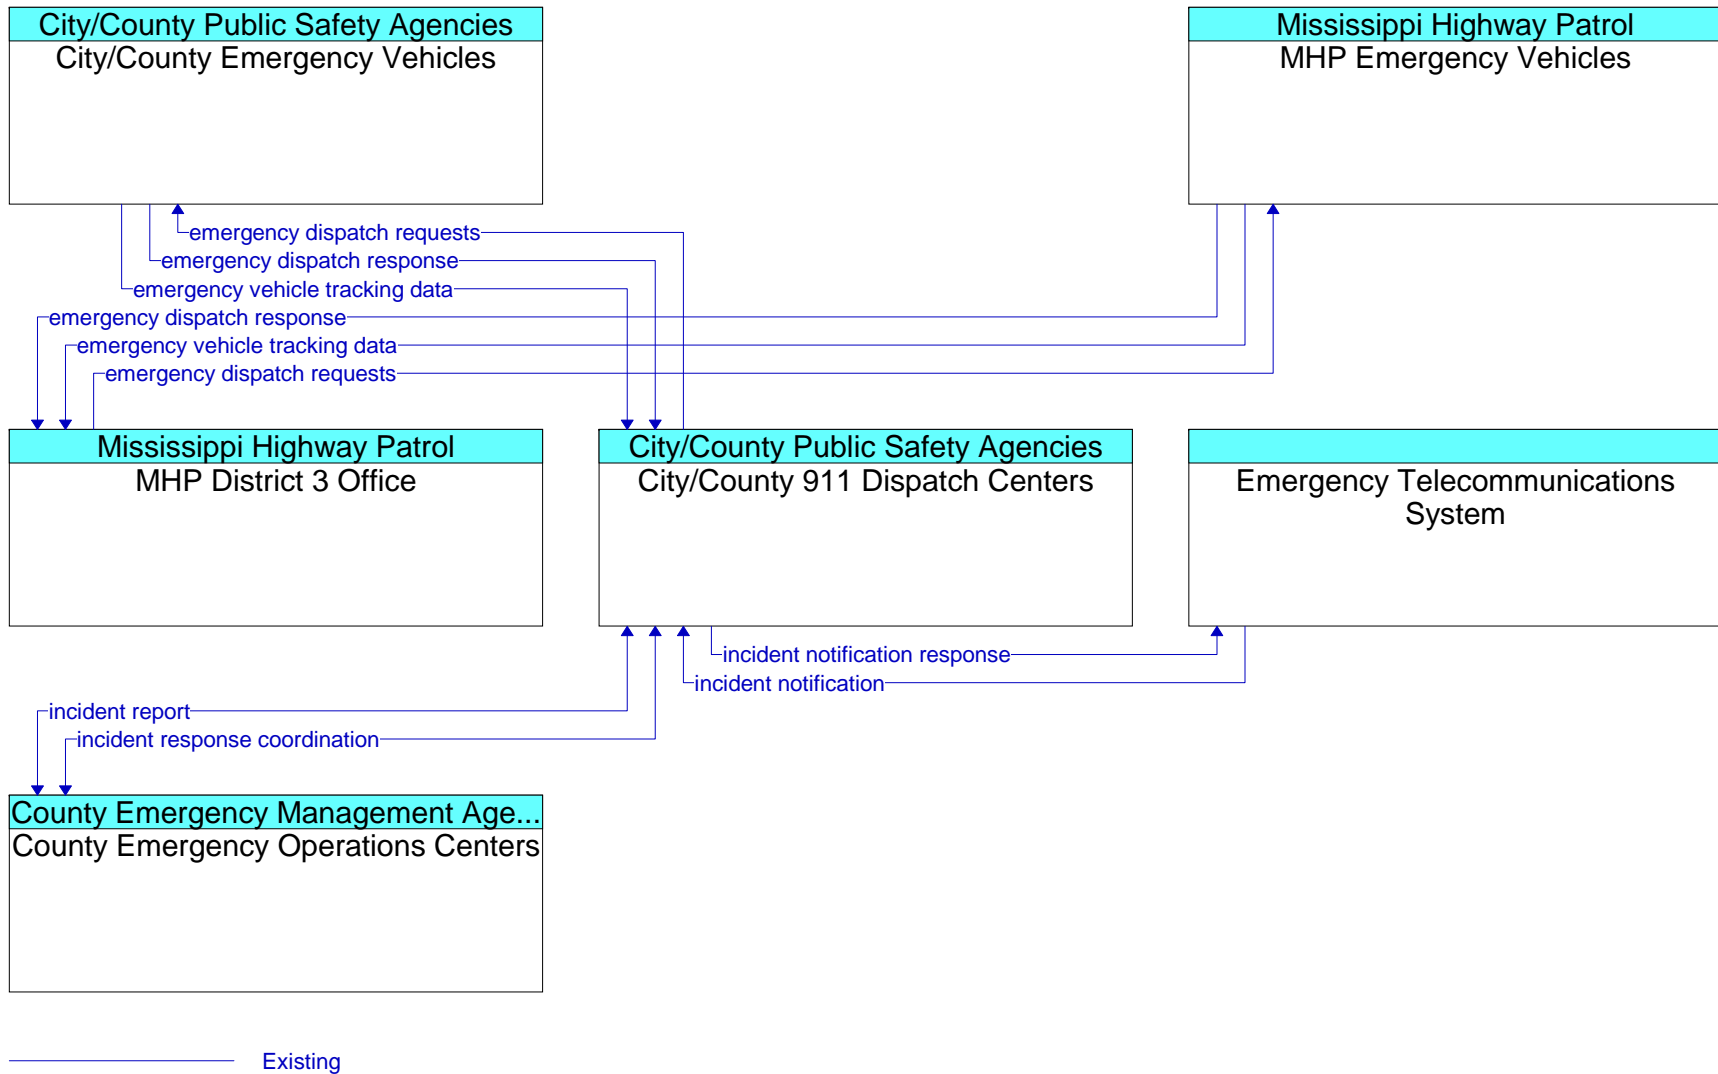 City/County Public Safety Agencies
City/County Emergency Vehicles
Mississippi Highway Patrol
MHP Emergency Vehicles
emergency dispatch requests
emergency dispatch response
emergency vehicle tracking data
emergency dispatch response
emergency vehicle tracking data
emergency dispatch requests
Mississippi Highway Patrol
MHP District 3 Office
City/County Public Safety Agencies
City/County 911 Dispatch Centers
Emergency Telecommunications
System
incident notification response
incident notification
incident report
incident response coordination
County Emergency Management Age...
County Emergency Operations Centers
Existing